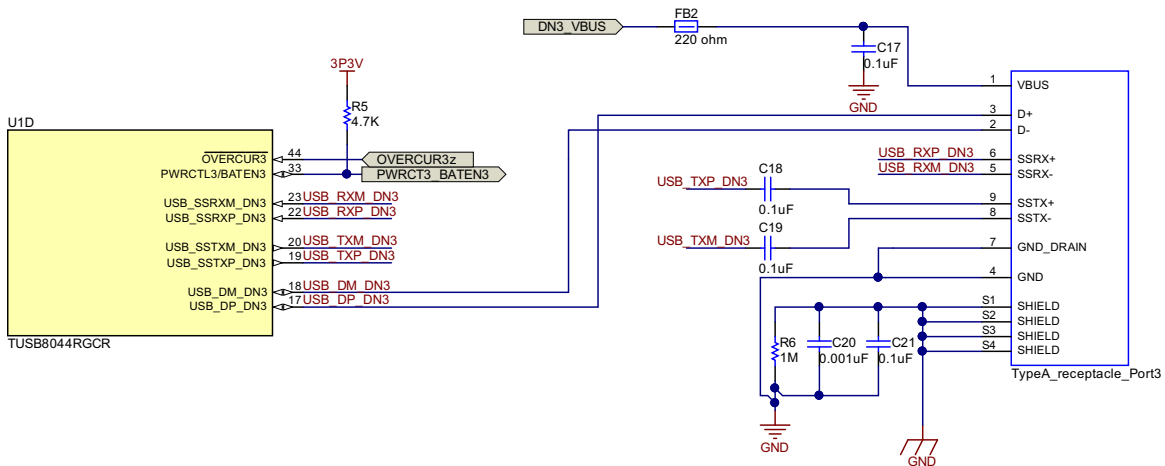 DN3_VBUS
FB2
220 ohm
C17
0.1uF
GND
3P3V
R5
4.7K
U1D
OVERCUR3 44 OVERCUR3z
PWRCTL3/BATEN3 33 PWRCT3_BATEN3
USB_SSRXM_DN3 23 USB_RXM_DN3
USB_SSRXP_DN3 22 USB_RXP_DN3
USB_SSTXM_DN3 20 USB_TXM_DN3
USB_SSTXP_DN3 19 USB_TXP_DN3
USB_DM_DN3 18 USB_DM_DN3
USB_DP_DN3 17 USB_DP_DN3
TUSB8044RGCR
1 VBUS
3 D+
2 D-
USB_RXP_DN3 6 SSRX+
USB_RXM_DN3 5 SSRX-
USB_TXP_DN3 C18
0.1uF
9 SSTX+
8 SSTX-
USB_TXM_DN3 C19
0.1uF
7 GND_DRAIN
4 GND
S1 SHIELD
S2 SHIELD
S3 SHIELD
S4 SHIELD
R6
1M
C20
0.001uF
C21
0.1uF
TypeA_receptacle_Port3
GND
GND